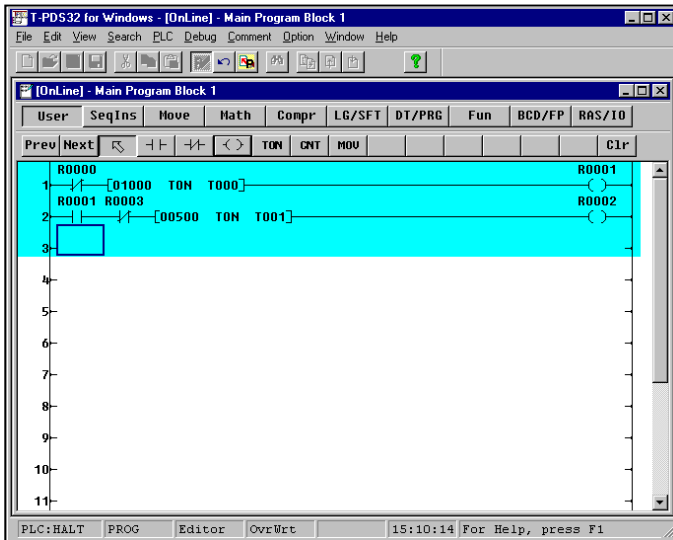 T-PDS32 for Windows - [OnLine] - Main Program Block 1
File Edit View Search PLC Debug Comment Option Window Help
[OnLine] - Main Program Block 1
User SeqIns Move Math Compr LG/SFT DT/PRG Fun BCD/FP RAS/IO
Prev Next TON CNT MOV Clr
R0000 R0001
1 [01000 TON T000] ( )
R0001 R0003 R0002
2 [00500 TON T001] ( )
3
4
5
6
7
8
9
10
11
PLC:HALT PROG Editor OvrWrt 15:10:14 For Help, press F1